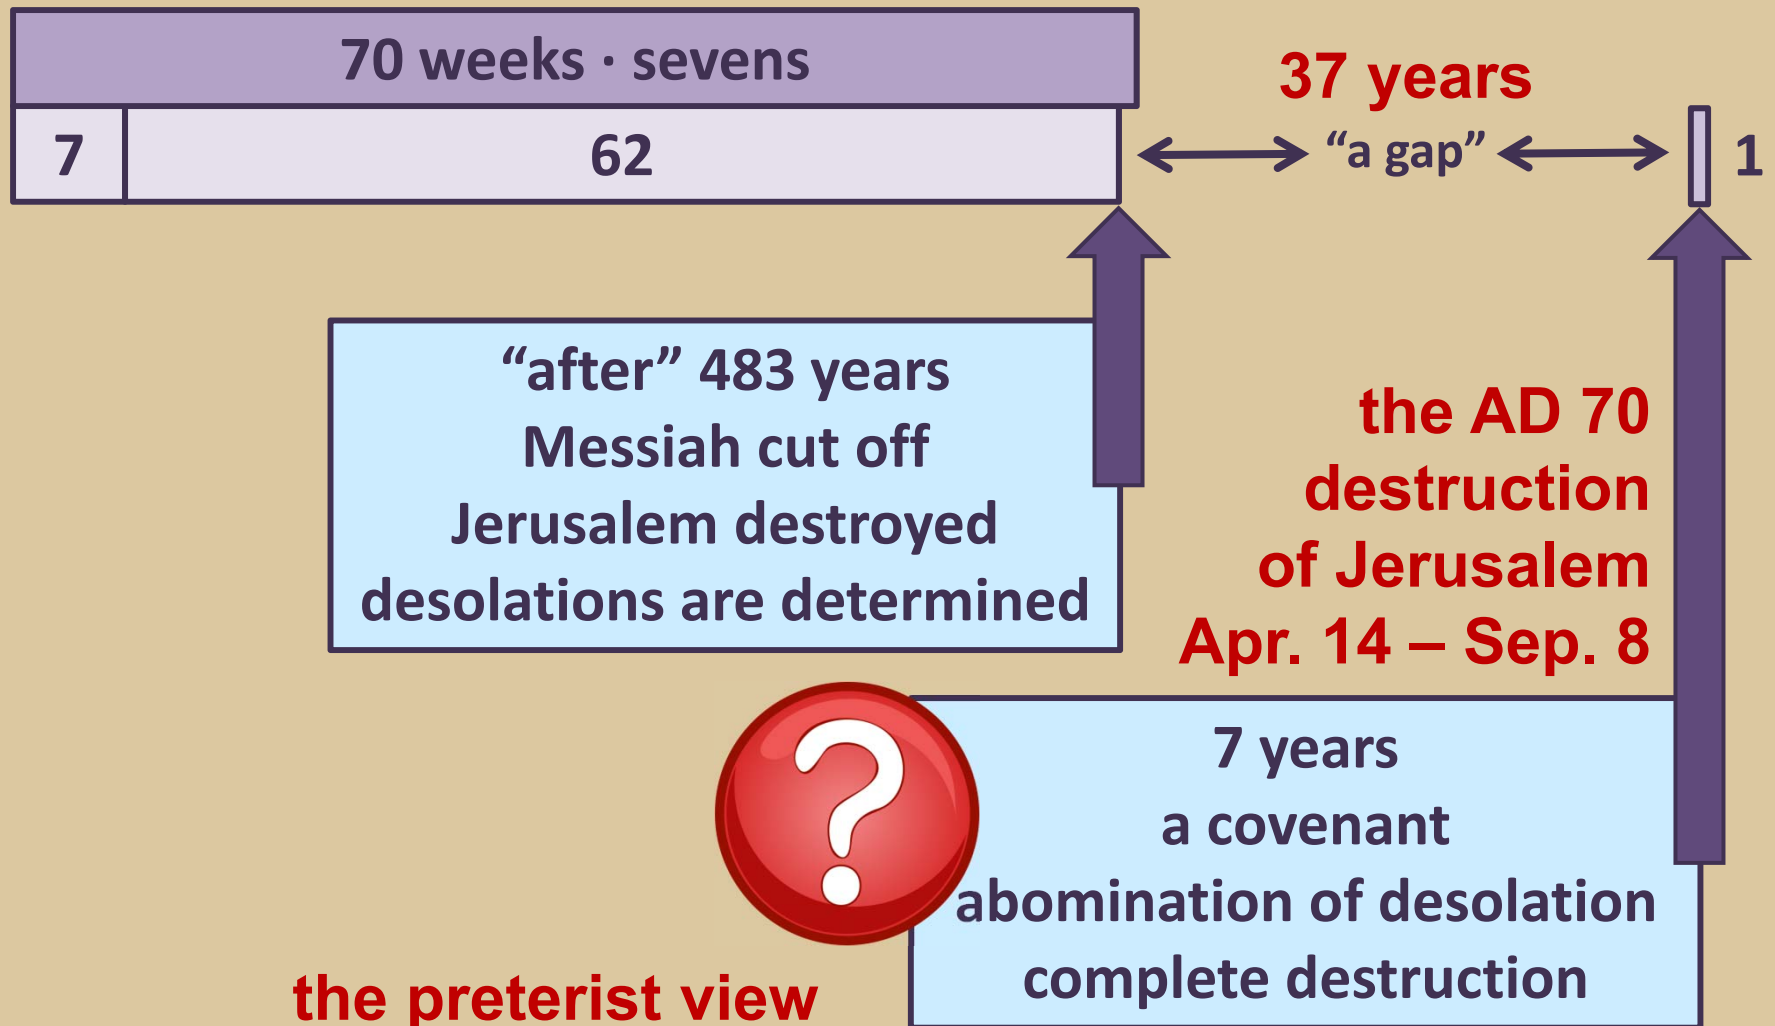 70 weeks · sevens
37 years
7
62
“a gap”
1
“after” 483 years
Messiah cut off
Jerusalem destroyed
desolations are determined
the AD 70
destruction
of Jerusalem
Apr. 14 – Sep. 8
?
7 years
a covenant
abomination of desolation
complete destruction
the preterist view